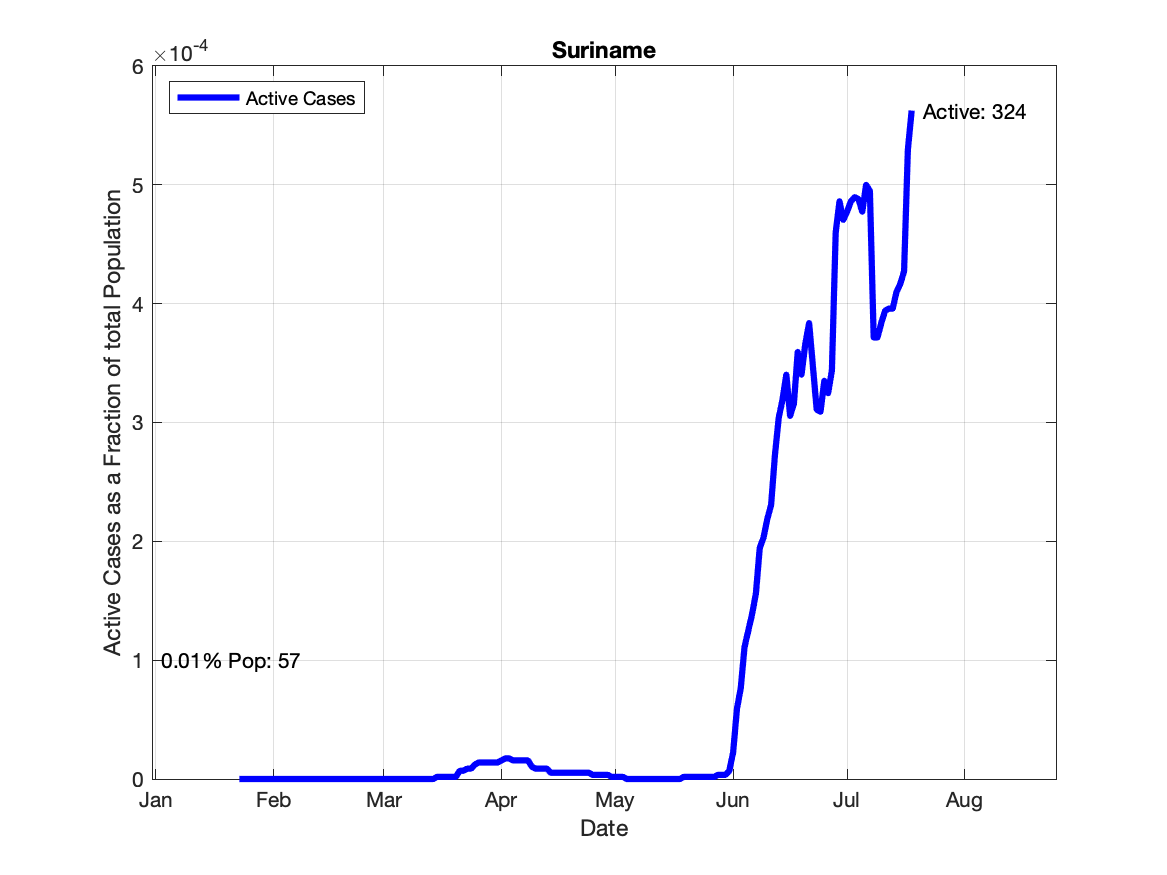 Suriname
×10⁻⁴
6
5
4
3
2
1
0
Active Cases as a Fraction of total Population
Active Cases
Active: 324
0.01% Pop: 57
Jan Feb Mar Apr May Jun Jul Aug
Date